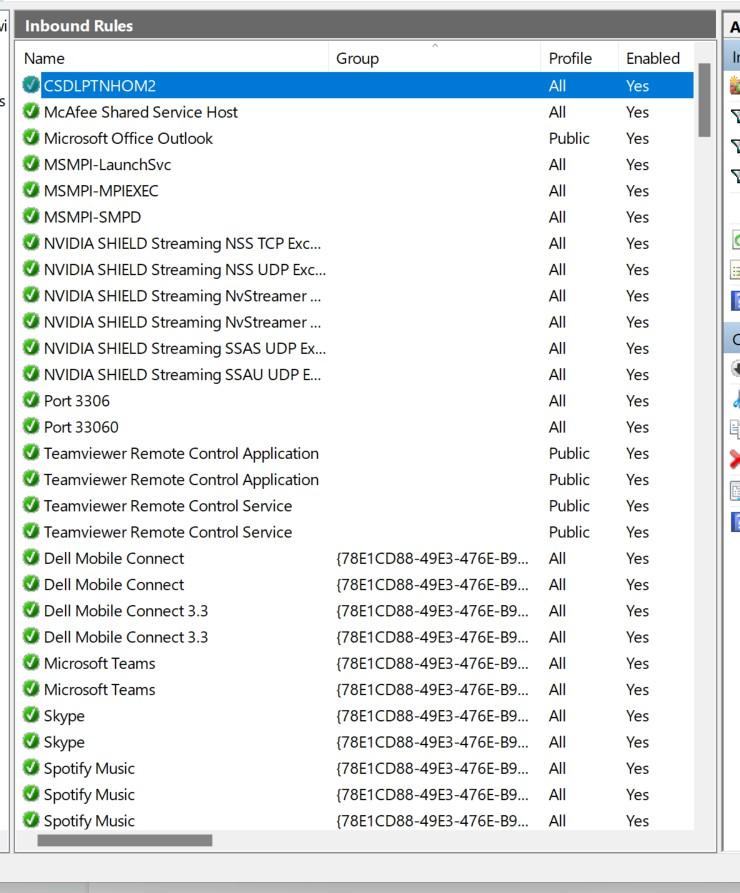 Inbound Rules
Name Group Profile Enabled
CSDLPTNHOM2 All Yes
McAfee Shared Service Host All Yes
Microsoft Office Outlook Public Yes
MSMPI-LaunchSvc All Yes
MSMPI-MPIEXEC All Yes
MSMPI-SMPD All Yes
NVIDIA SHIELD Streaming NSS TCP Exc... All Yes
NVIDIA SHIELD Streaming NSS UDP Exc... All Yes
NVIDIA SHIELD Streaming NvStreamer ... All Yes
NVIDIA SHIELD Streaming NvStreamer ... All Yes
NVIDIA SHIELD Streaming SSAS UDP Ex... All Yes
NVIDIA SHIELD Streaming SSAU UDP E... All Yes
Port 3306 All Yes
Port 33060 All Yes
Teamviewer Remote Control Application Public Yes
Teamviewer Remote Control Application Public Yes
Teamviewer Remote Control Service Public Yes
Teamviewer Remote Control Service Public Yes
Dell Mobile Connect {78E1CD88-49E3-476E-B9... All Yes
Dell Mobile Connect {78E1CD88-49E3-476E-B9... All Yes
Dell Mobile Connect 3.3 {78E1CD88-49E3-476E-B9... All Yes
Dell Mobile Connect 3.3 {78E1CD88-49E3-476E-B9... All Yes
Microsoft Teams {78E1CD88-49E3-476E-B9... All Yes
Microsoft Teams {78E1CD88-49E3-476E-B9... All Yes
Skype {78E1CD88-49E3-476E-B9... All Yes
Skype {78E1CD88-49E3-476E-B9... All Yes
Spotify Music {78E1CD88-49E3-476E-B9... All Yes
Spotify Music {78E1CD88-49E3-476E-B9... All Yes
Spotify Music {78E1CD88-49E3-476E-B9... All Yes